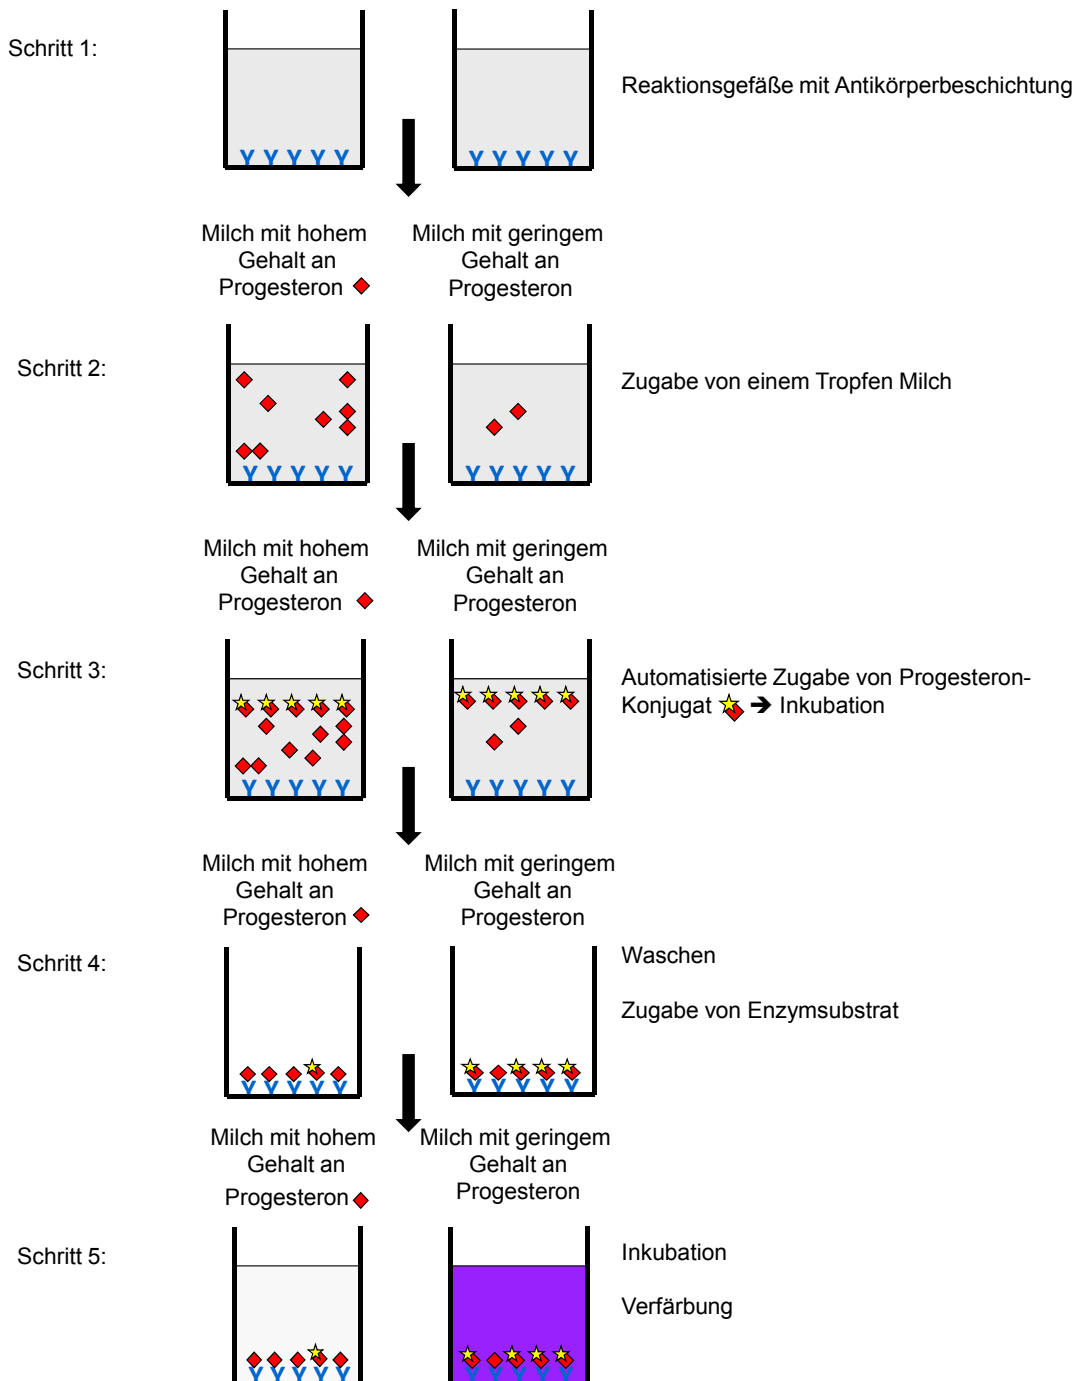 Schritt 1:
Reaktionsgefäße mit Antikörperbeschichtung
Milch mit hohem
Gehalt an
Progesteron
Milch mit geringem
Gehalt an
Progesteron
Schritt 2:
Zugabe von einem Tropfen Milch
Milch mit hohem
Gehalt an
Progesteron
Milch mit geringem
Gehalt an
Progesteron
Schritt 3:
Automatisierte Zugabe von Progesteron-
Konjugat ➔ Inkubation
Milch mit hohem
Gehalt an
Progesteron
Milch mit geringem
Gehalt an
Progesteron
Schritt 4:
Waschen
Zugabe von Enzymsubstrat
Milch mit hohem
Gehalt an
Progesteron
Milch mit geringem
Gehalt an
Progesteron
Schritt 5:
Inkubation
Verfärbung